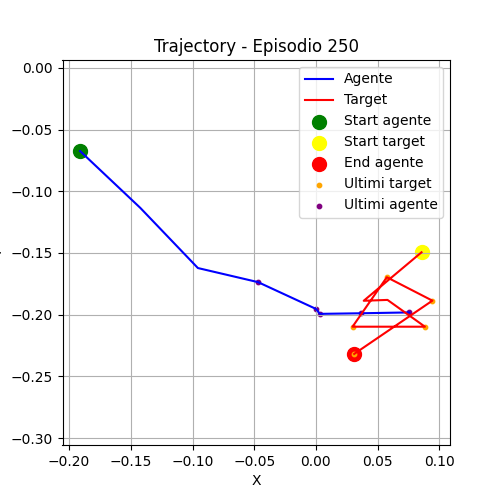 Trajectory - Episodio 250
Agente
Target
Start agente
Start target
End agente
Ultimi target
Ultimi agente
0.00
−0.05
−0.10
−0.15
−0.20
−0.25
−0.30
−0.20
−0.15
−0.10
−0.05
0.00
0.05
0.10
X